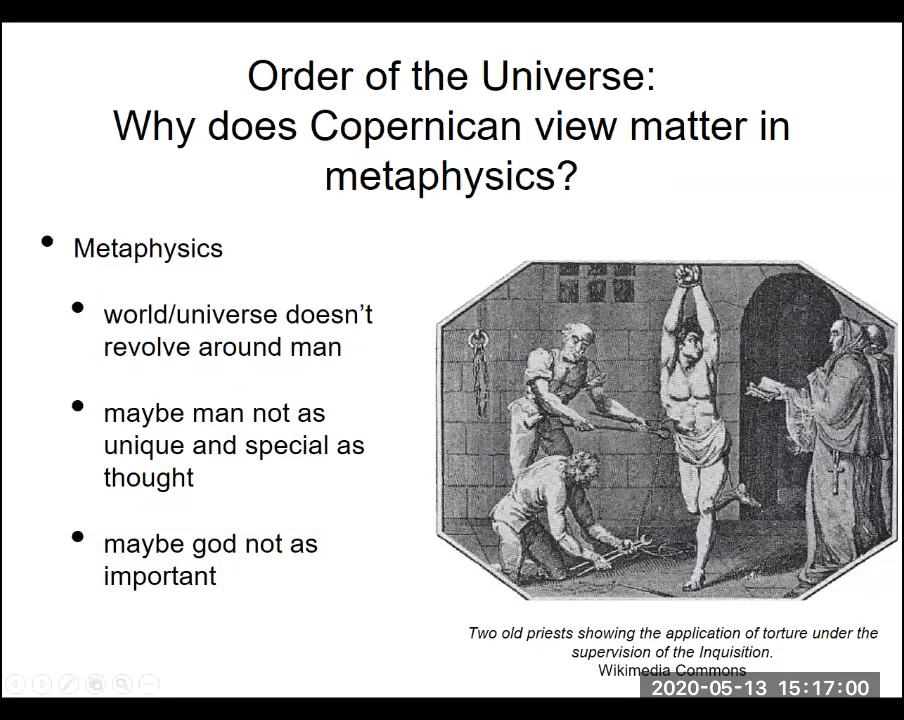 Order of the Universe:
Why does Copernican view matter in
metaphysics?
• Metaphysics
• world/universe doesn’t
revolve around man
• maybe man not as
unique and special as
thought
• maybe god not as
important
Two old priests showing the application of torture under the
supervision of the Inquisition.
Wikimedia Commons
2020-05-13 15:17:00